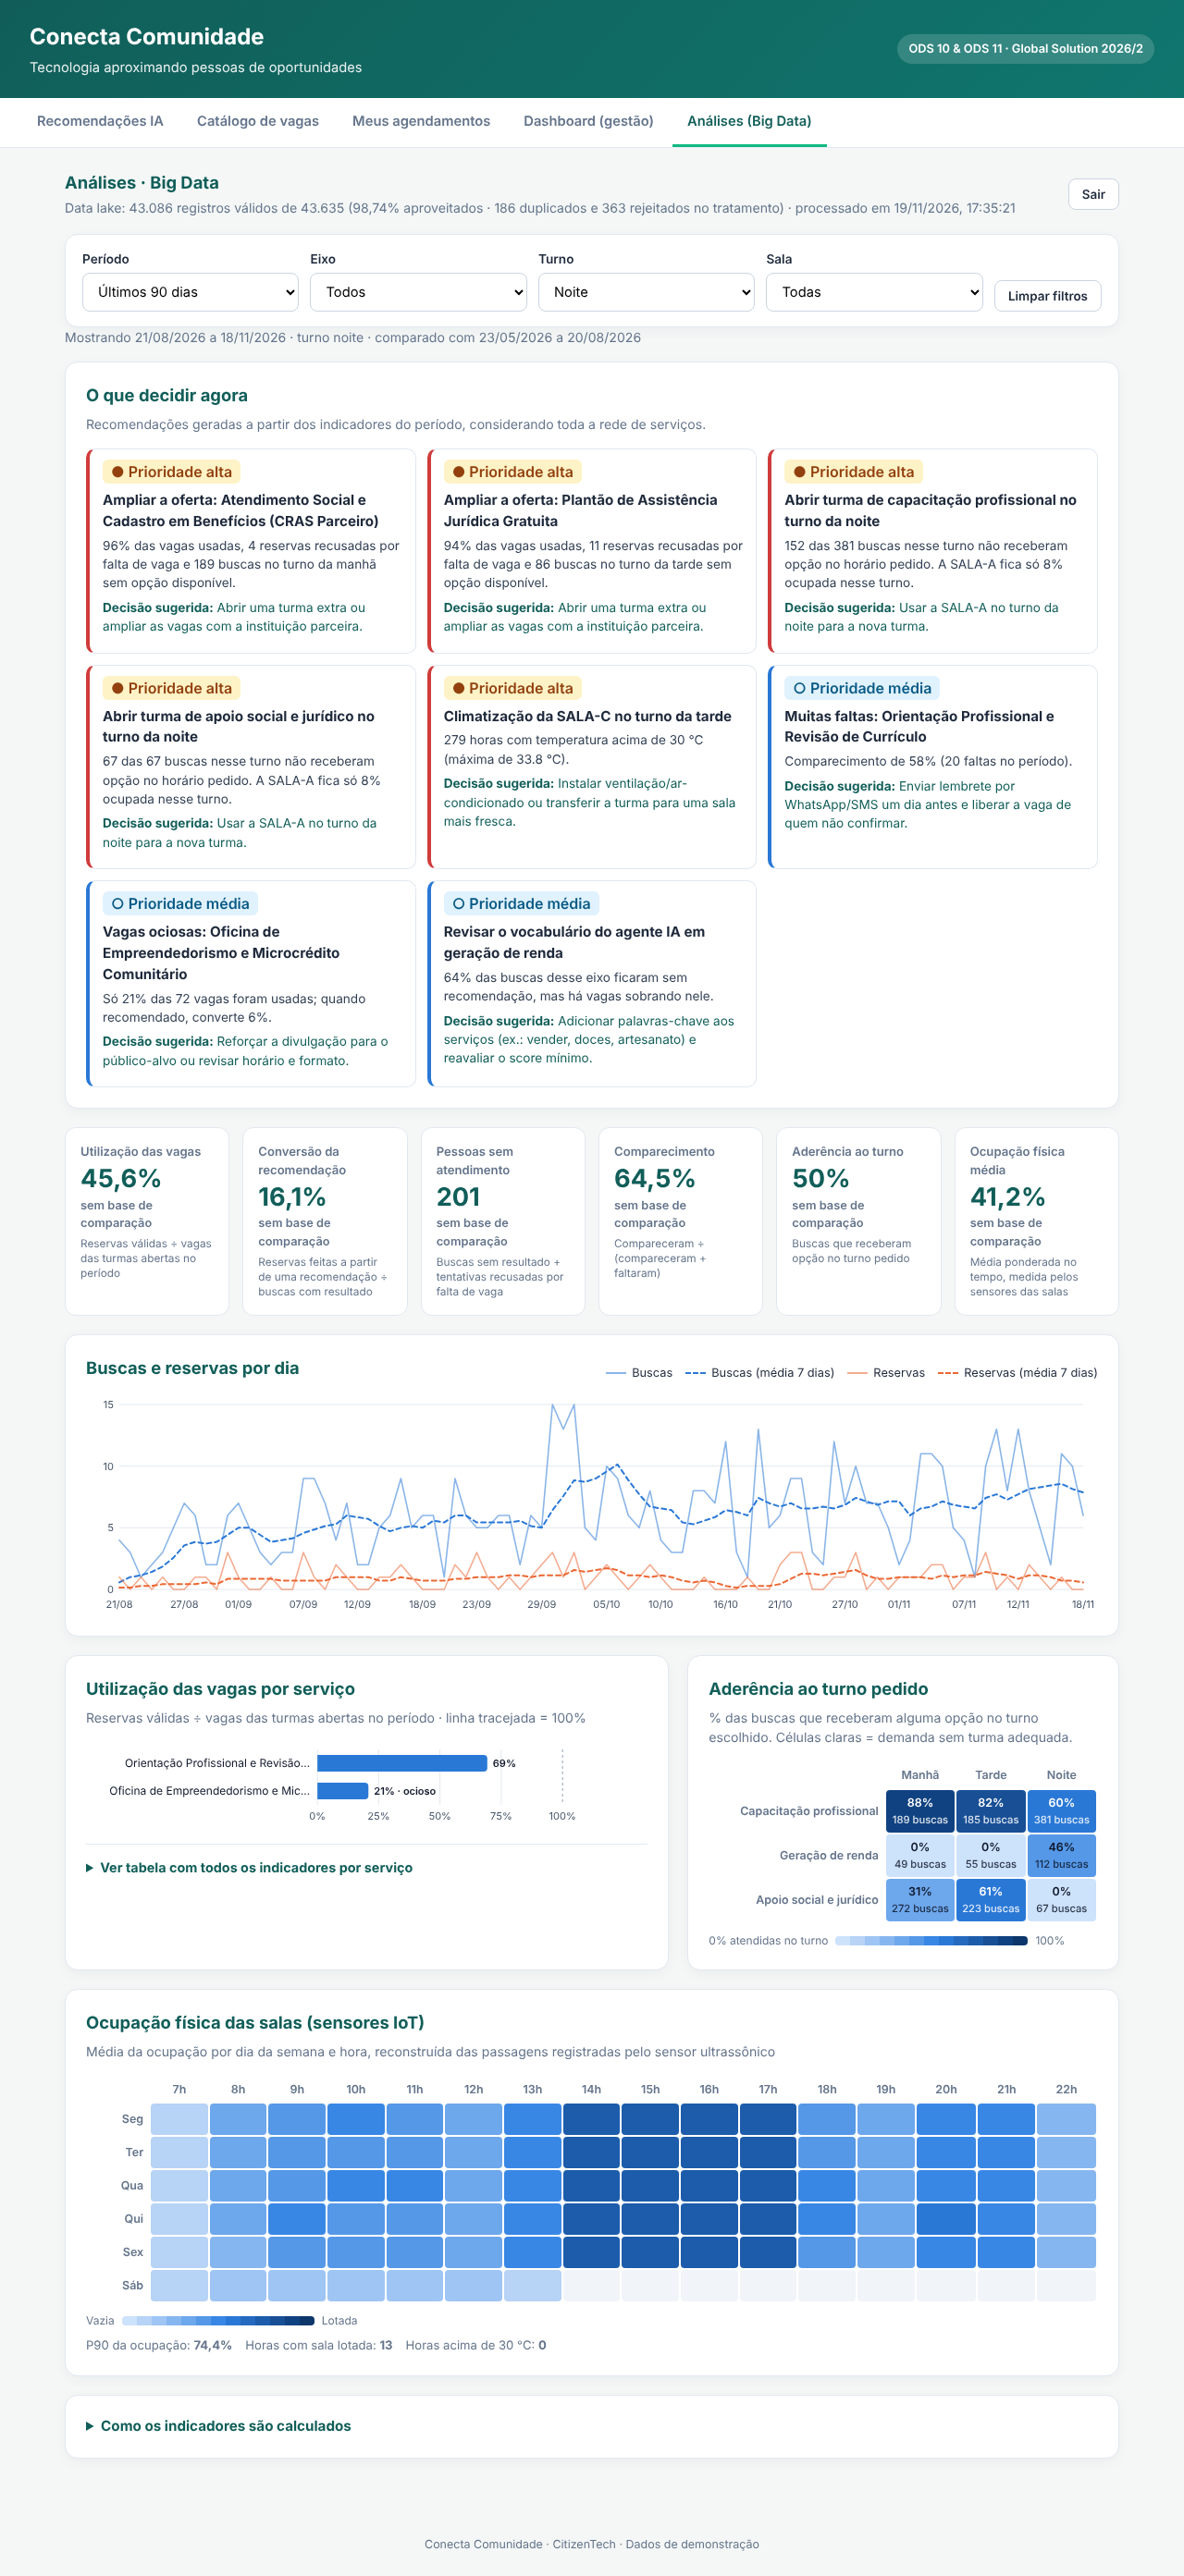 Conecta Comunidade
Tecnologia aproximando pessoas de oportunidades
ODS 10 & ODS 11 · Global Solution 2026/2
Recomendações IA
Catálogo de vagas
Meus agendamentos
Dashboard (gestão)
Análises (Big Data)
Análises · Big Data
Data lake: 43.086 registros válidos de 43.635 (98,74% aproveitados · 186 duplicados e 363 rejeitados no tratamento) · processado em 19/11/2026, 17:35:21
Sair
Período
Eixo
Turno
Sala
Últimos 90 dias
Todos
Noite
Todas
Limpar filtros
Mostrando 21/08/2026 a 18/11/2026 · turno noite · comparado com 23/05/2026 a 20/08/2026
O que decidir agora
Recomendações geradas a partir dos indicadores do período, considerando toda a rede de serviços.
● Prioridade alta
Ampliar a oferta: Atendimento Social e
Cadastro em Benefícios (CRAS Parceiro)
96% das vagas usadas, 4 reservas recusadas por
falta de vaga e 189 buscas no turno da manhã
sem opção disponível.
Decisão sugerida: Abrir uma turma extra ou
ampliar as vagas com a instituição parceira.
● Prioridade alta
Ampliar a oferta: Plantão de Assistência
Jurídica Gratuita
94% das vagas usadas, 11 reservas recusadas por
falta de vaga e 86 buscas no turno da tarde sem
opção disponível.
Decisão sugerida: Abrir uma turma extra ou
ampliar as vagas com a instituição parceira.
● Prioridade alta
Abrir turma de capacitação profissional no
turno da noite
152 das 381 buscas nesse turno não receberam
opção no horário pedido. A SALA-A fica só 8%
ocupada nesse turno.
Decisão sugerida: Usar a SALA-A no turno da
noite para a nova turma.
● Prioridade alta
Abrir turma de apoio social e jurídico no
turno da noite
67 das 67 buscas nesse turno não receberam
opção no horário pedido. A SALA-A fica só 8%
ocupada nesse turno.
Decisão sugerida: Usar a SALA-A no turno da
noite para a nova turma.
● Prioridade alta
Climatização da SALA-C no turno da tarde
279 horas com temperatura acima de 30 °C
(máxima de 33.8 °C).
Decisão sugerida: Instalar ventilação/ar-
condicionado ou transferir a turma para uma sala
mais fresca.
○ Prioridade média
Muitas faltas: Orientação Profissional e
Revisão de Currículo
Comparecimento de 58% (20 faltas no período).
Decisão sugerida: Enviar lembrete por
WhatsApp/SMS um dia antes e liberar a vaga de
quem não confirmar.
○ Prioridade média
Vagas ociosas: Oficina de
Empreendedorismo e Microcrédito
Comunitário
Só 21% das 72 vagas foram usadas; quando
recomendado, converte 6%.
Decisão sugerida: Reforçar a divulgação para o
público-alvo ou revisar horário e formato.
○ Prioridade média
Revisar o vocabulário do agente IA em
geração de renda
64% das buscas desse eixo ficaram sem
recomendação, mas há vagas sobrando nele.
Decisão sugerida: Adicionar palavras-chave aos
serviços (ex.: vender, doces, artesanato) e
reavaliar o score mínimo.
Utilização das vagas
45,6%
sem base de
comparação
Reservas válidas ÷ vagas
das turmas abertas no
período
Conversão da
recomendação
16,1%
sem base de
comparação
Reservas feitas a partir
de uma recomendação ÷
buscas com resultado
Pessoas sem
atendimento
201
sem base de
comparação
Buscas sem resultado +
tentativas recusadas por
falta de vaga
Comparecimento
64,5%
sem base de
comparação
Compareceram ÷
(compareceram +
faltaram)
Aderência ao turno
50%
sem base de
comparação
Buscas que receberam
opção no turno pedido
Ocupação física
média
41,2%
sem base de
comparação
Média ponderada no
tempo, medida pelos
sensores das salas
Buscas e reservas por dia
Buscas
Buscas (média 7 dias)
Reservas
Reservas (média 7 dias)
15
10
5
0
21/08
27/08
01/09
07/09
12/09
18/09
23/09
29/09
05/10
10/10
16/10
21/10
27/10
01/11
07/11
12/11
18/11
Utilização das vagas por serviço
Reservas válidas ÷ vagas das turmas abertas no período · linha tracejada = 100%
Orientação Profissional e Revisão...
69%
Oficina de Empreendedorismo e Mic...
21% · ocioso
0%
25%
50%
75%
100%
▶ Ver tabela com todos os indicadores por serviço
Aderência ao turno pedido
% das buscas que receberam alguma opção no turno
escolhido. Células claras = demanda sem turma adequada.
Manhã
Tarde
Noite
Capacitação profissional
88%
189 buscas
82%
185 buscas
60%
381 buscas
Geração de renda
0%
49 buscas
0%
55 buscas
46%
112 buscas
Apoio social e jurídico
31%
272 buscas
61%
223 buscas
0%
67 buscas
0% atendidas no turno
100%
Ocupação física das salas (sensores IoT)
Média da ocupação por dia da semana e hora, reconstruída das passagens registradas pelo sensor ultrassônico
7h
8h
9h
10h
11h
12h
13h
14h
15h
16h
17h
18h
19h
20h
21h
22h
Seg
Ter
Qua
Qui
Sex
Sáb
Vazia
Lotada
P90 da ocupação: 74,4%
Horas com sala lotada: 13
Horas acima de 30 °C: 0
▶ Como os indicadores são calculados
Conecta Comunidade · CitizenTech · Dados de demonstração